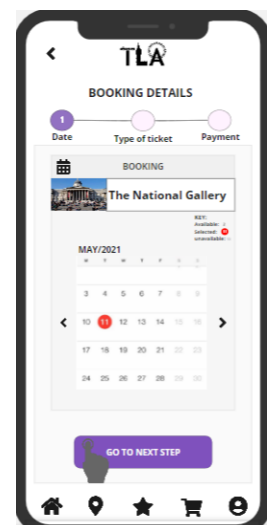 TLA
BOOKING DETAILS
1
Date Type of ticket Payment
BOOKING
The National Gallery
KEY:
Available:
Selected:
unavailable:
MAY/2021
M T W T F S S
3 4 5 6 7 8 9
10 11 12 13 14 15 16
17 18 19 20 21 22 23
24 25 26 27 28 29 30
GO TO NEXT STEP